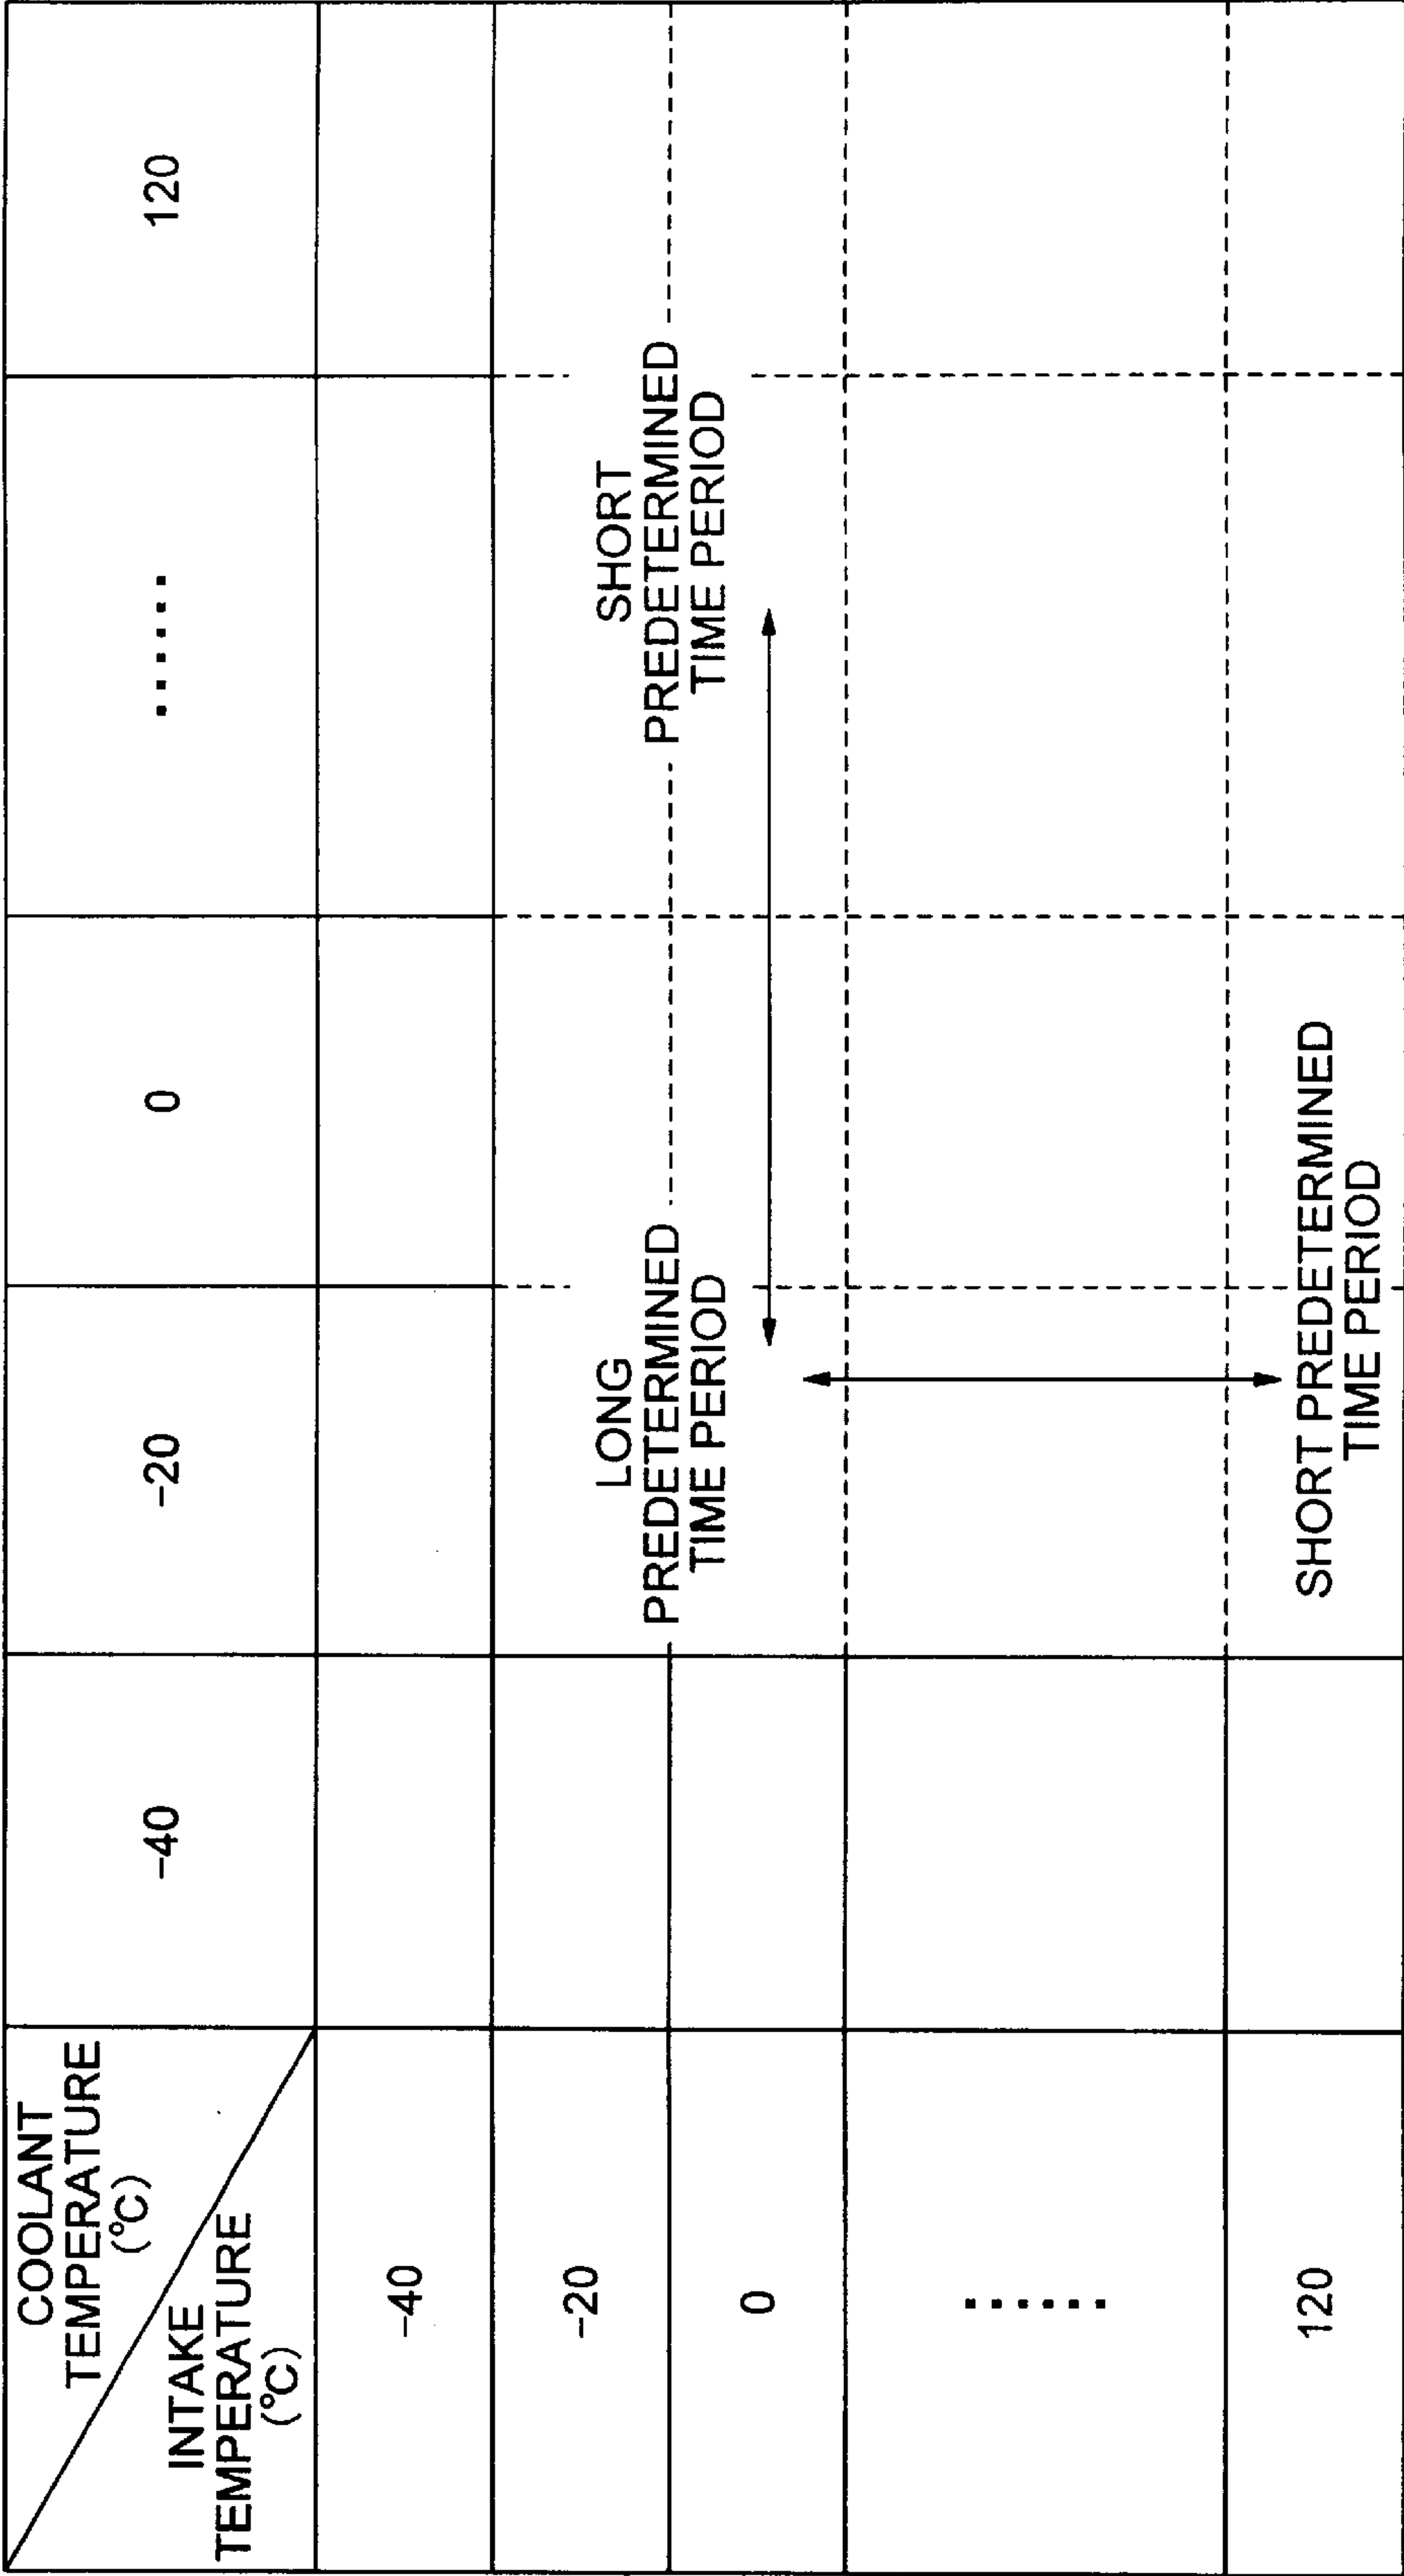 COOLANT
TEMPERATURE
(°C)
INTAKE
TEMPERATURE
(°C)
-40
-20
0
......
120
-40
-20
0
......
120
LONG
PREDETERMINED
TIME PERIOD
SHORT
PREDETERMINED
TIME PERIOD
SHORT PREDETERMINED
TIME PERIOD